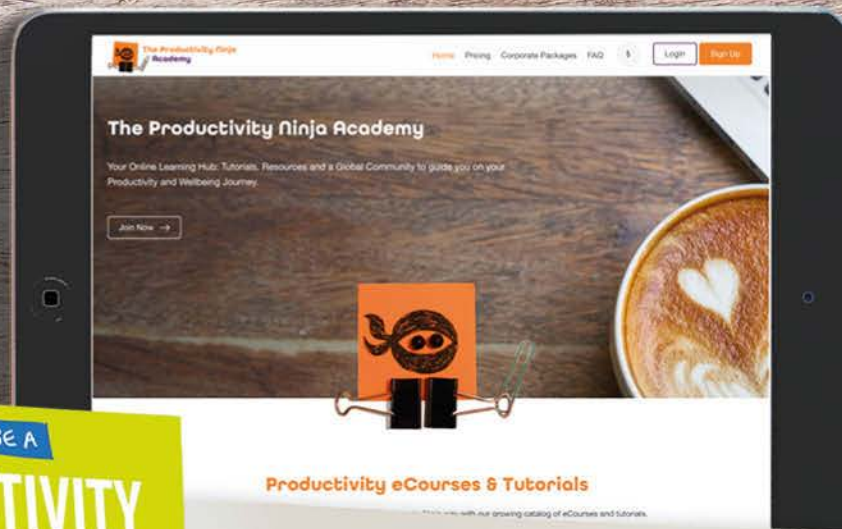 The Productivity Ninja
Academy
Home Pricing Corporate Packages FAQ $ Login Sign Up
The Productivity Ninja Academy
Your Online Learning Hub: Tutorials, Resources and a Global Community to guide you on your
Productivity and Wellbeing Journey.
Join Now →
Productivity eCourses & Tutorials
with our growing catalog of eCourses and tutorials.
SE A
TIVITY